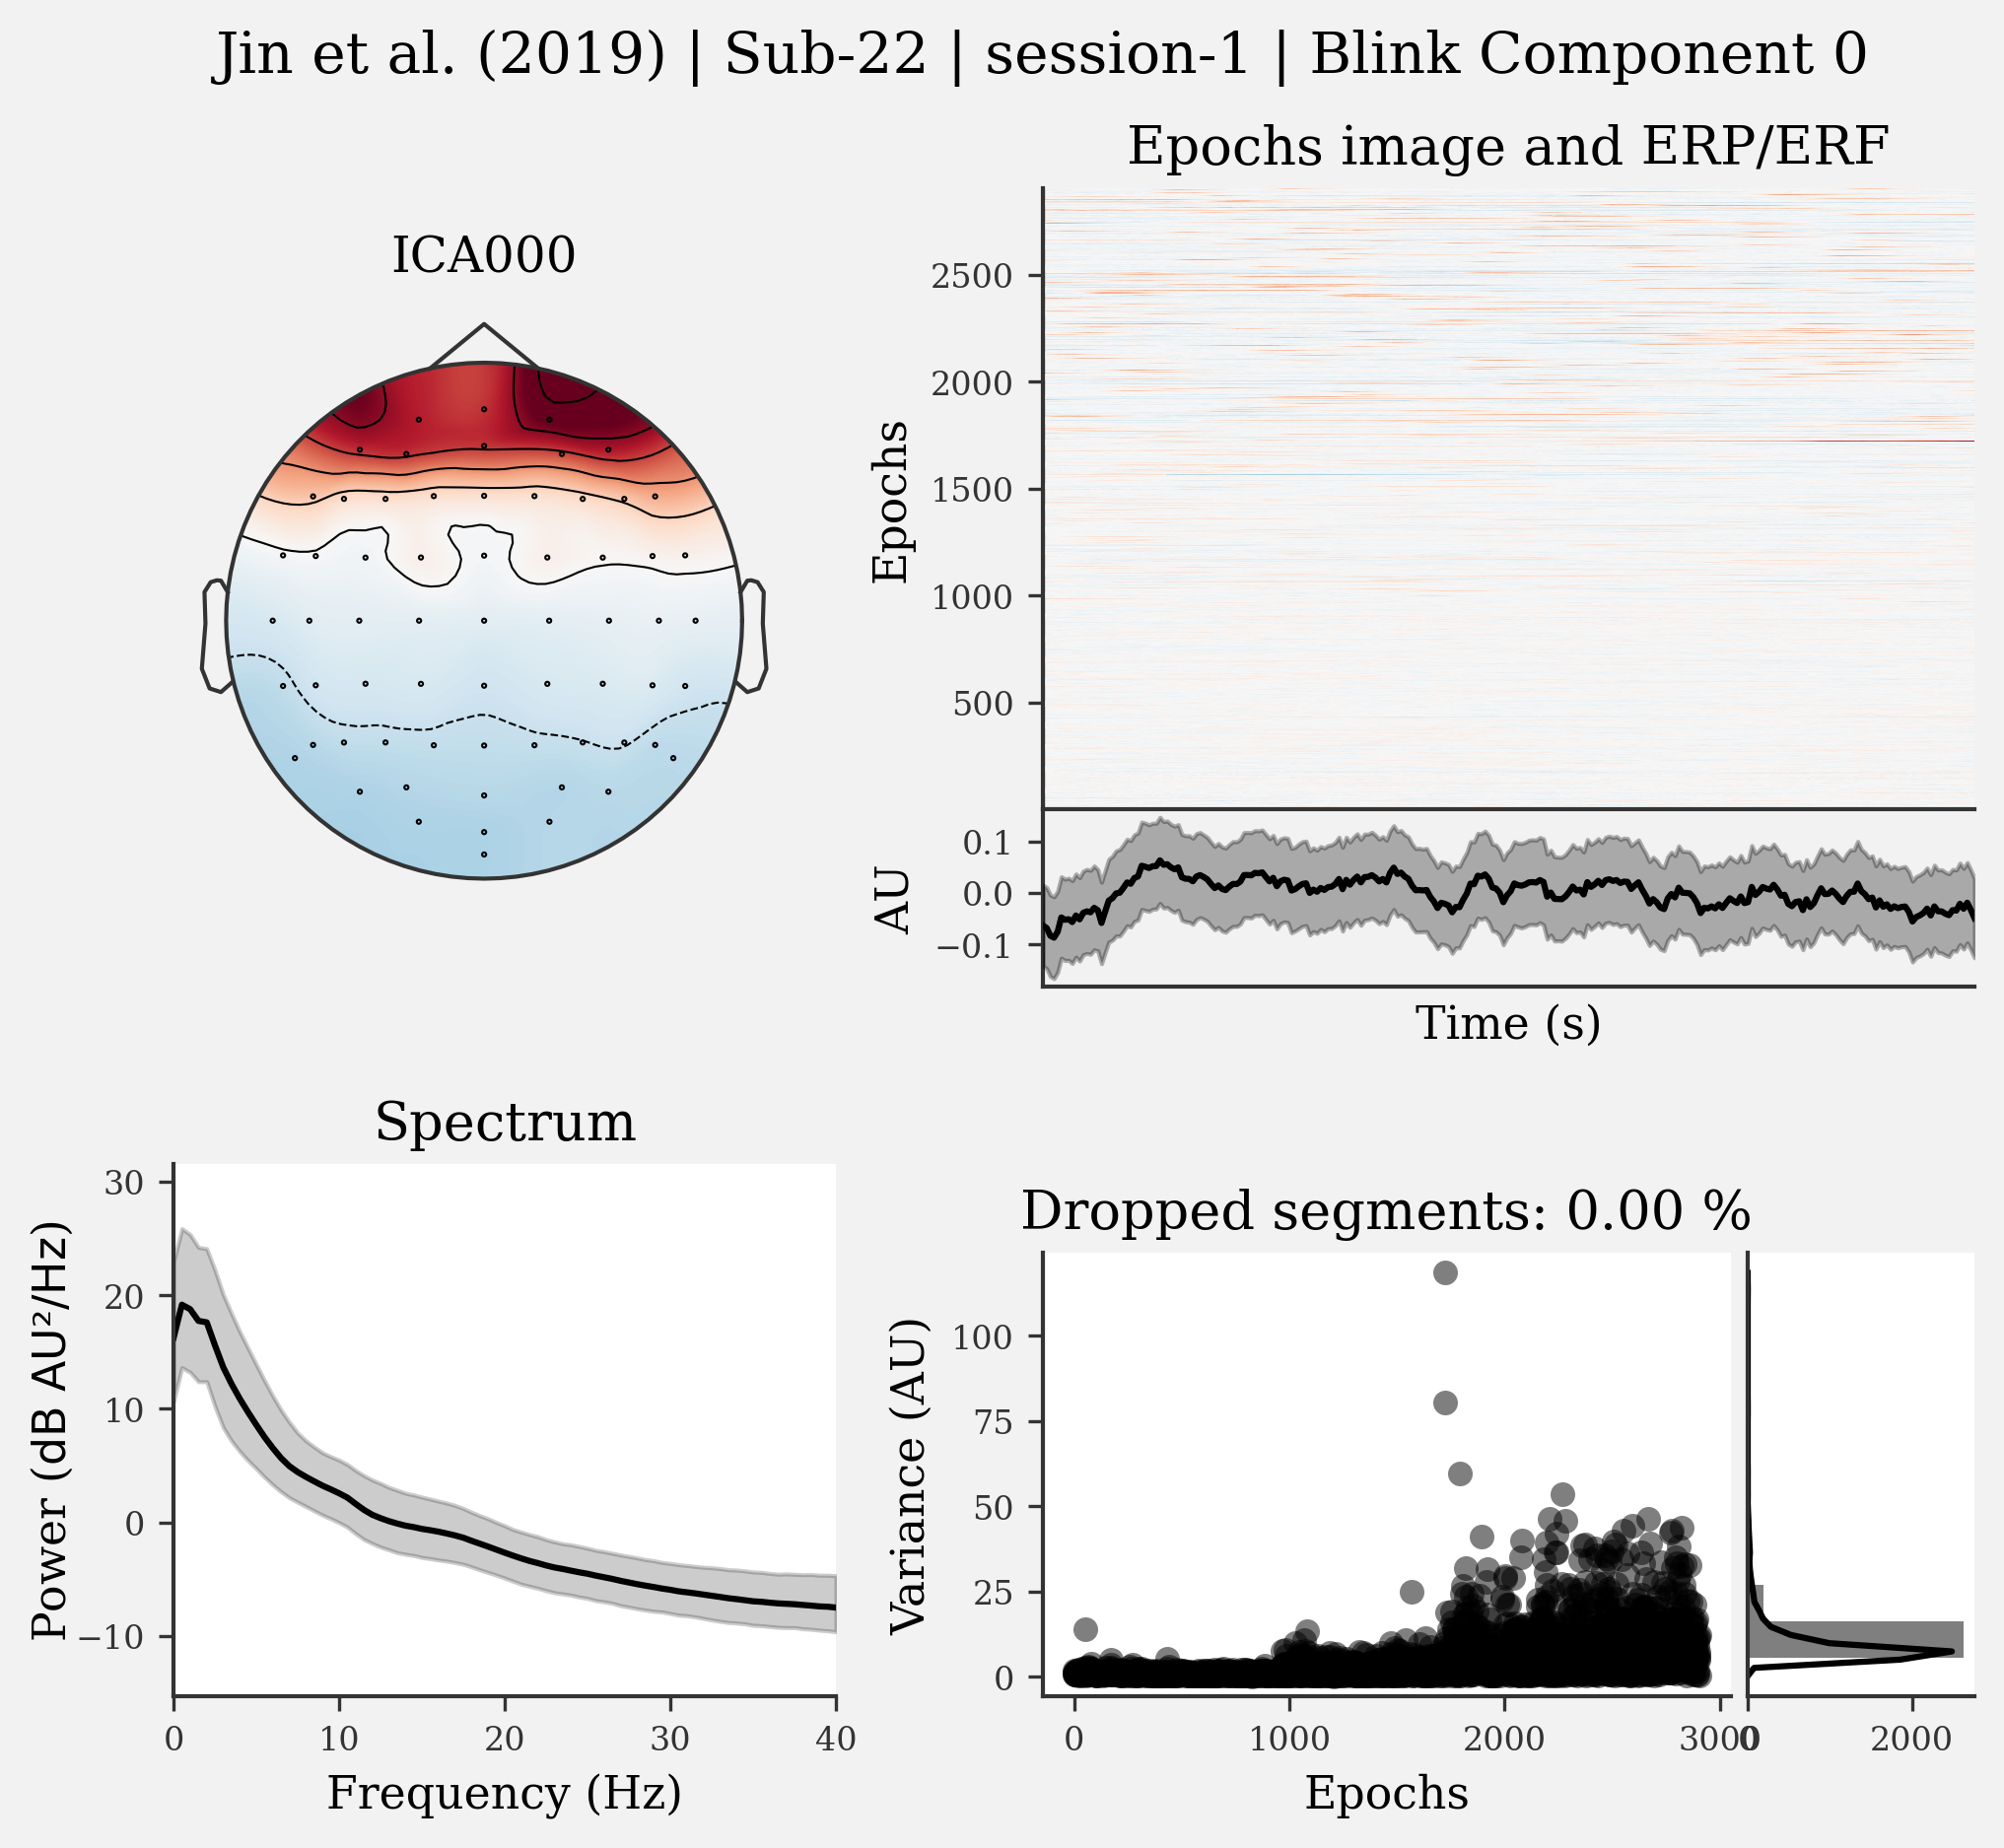 Jin et al. (2019) | Sub-22 | session-1 | Blink Component 0
ICA000
Epochs image and ERP/ERF
Epochs
2500
2000
1500
1000
500
AU
0.1
0.0
−0.1
Time (s)
Spectrum
Power (dB AU²/Hz)
30
20
10
0
−10
0 10 20 30 40
Frequency (Hz)
Dropped segments: 0.00 %
Variance (AU)
100
75
50
25
0
0 1000 2000 3000
0 2000
Epochs